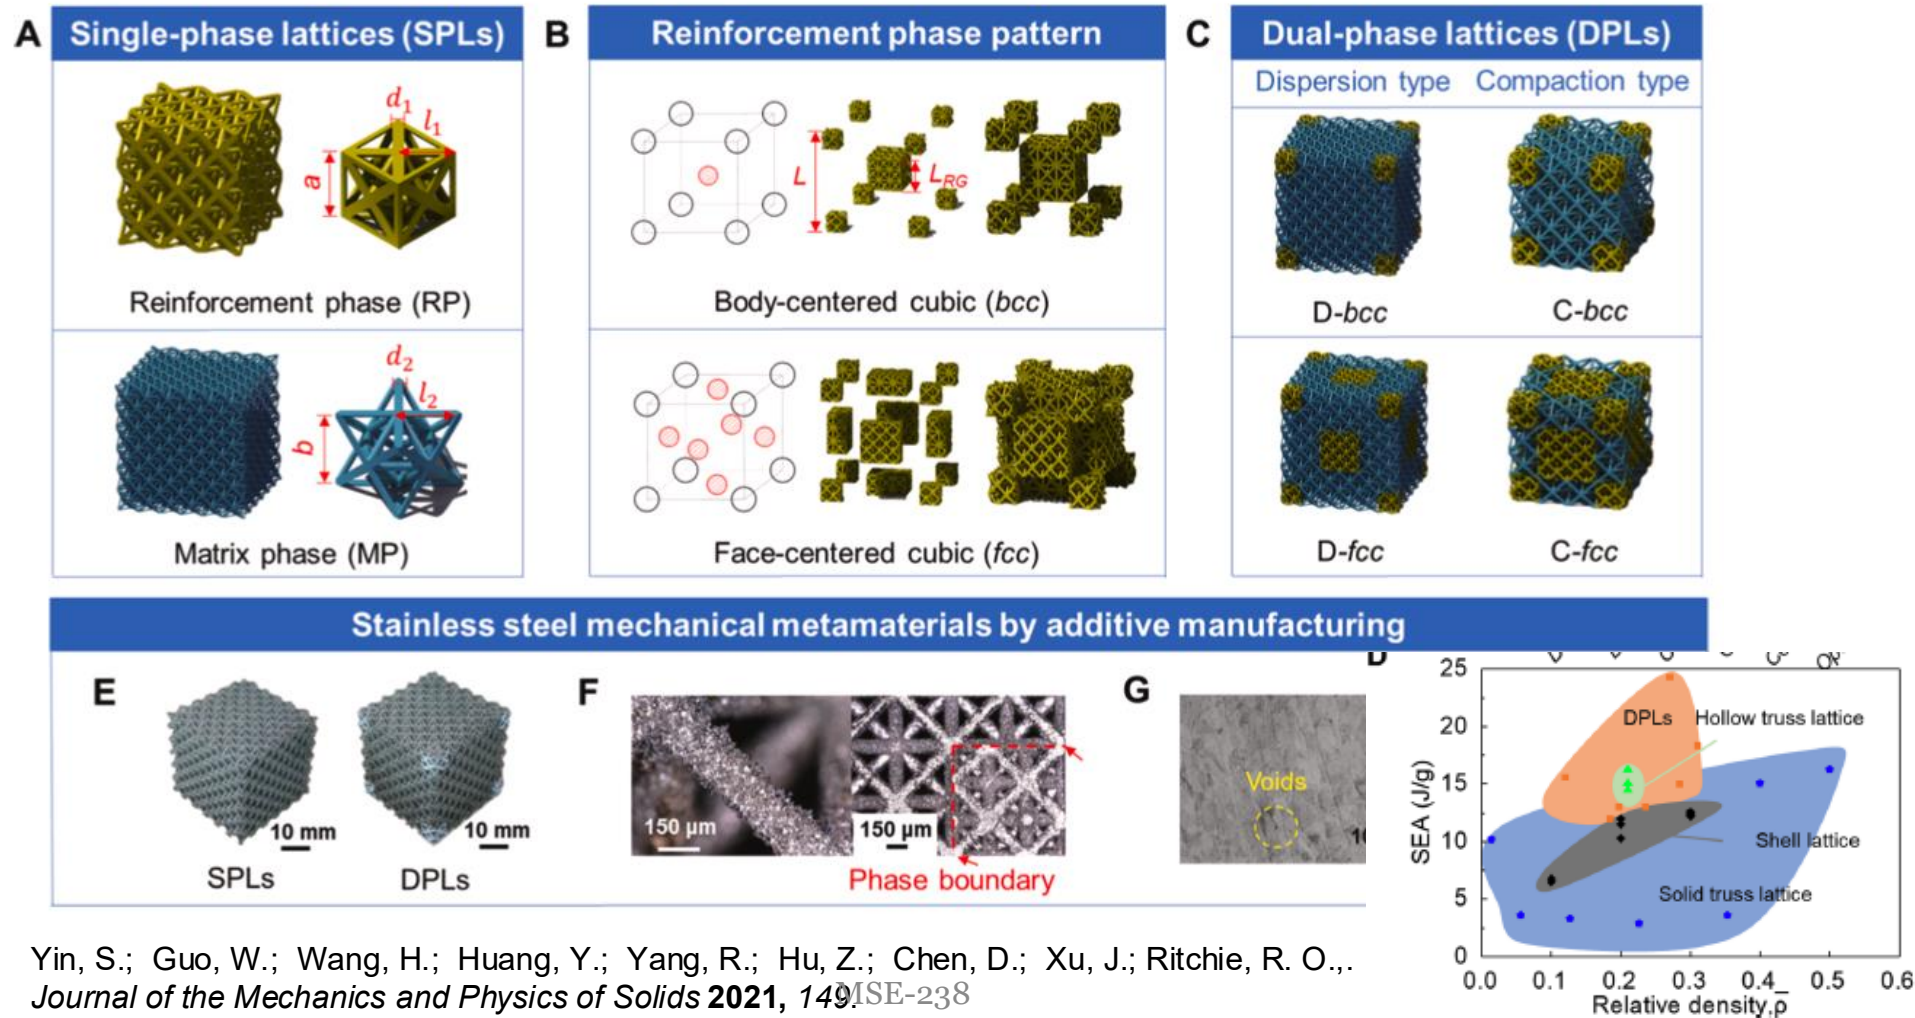 A Single-phase lattices (SPLs)
d1
l1
a
Reinforcement phase (RP)
d2
l2
b
Matrix phase (MP)
B Reinforcement phase pattern
L
LRG
Body-centered cubic (bcc)
Face-centered cubic (fcc)
C Dual-phase lattices (DPLs)
Dispersion type Compaction type
D-bcc C-bcc
D-fcc C-fcc
Stainless steel mechanical metamaterials by additive manufacturing
E
10 mm 10 mm
SPLs DPLs
F
150 µm 150 µm
Phase boundary
G
Voids
10
D
25
20
15
10
5
0
SEA (J/g)
DPLs Hollow truss lattice
Shell lattice
Solid truss lattice
0.0 0.1 0.2 0.3 0.4 0.5 0.6
Relative density,ρ̅
Yin, S.; Guo, W.; Wang, H.; Huang, Y.; Yang, R.; Hu, Z.; Chen, D.; Xu, J.; Ritchie, R. O.,.
Journal of the Mechanics and Physics of Solids 2021, 149.
MSE-238